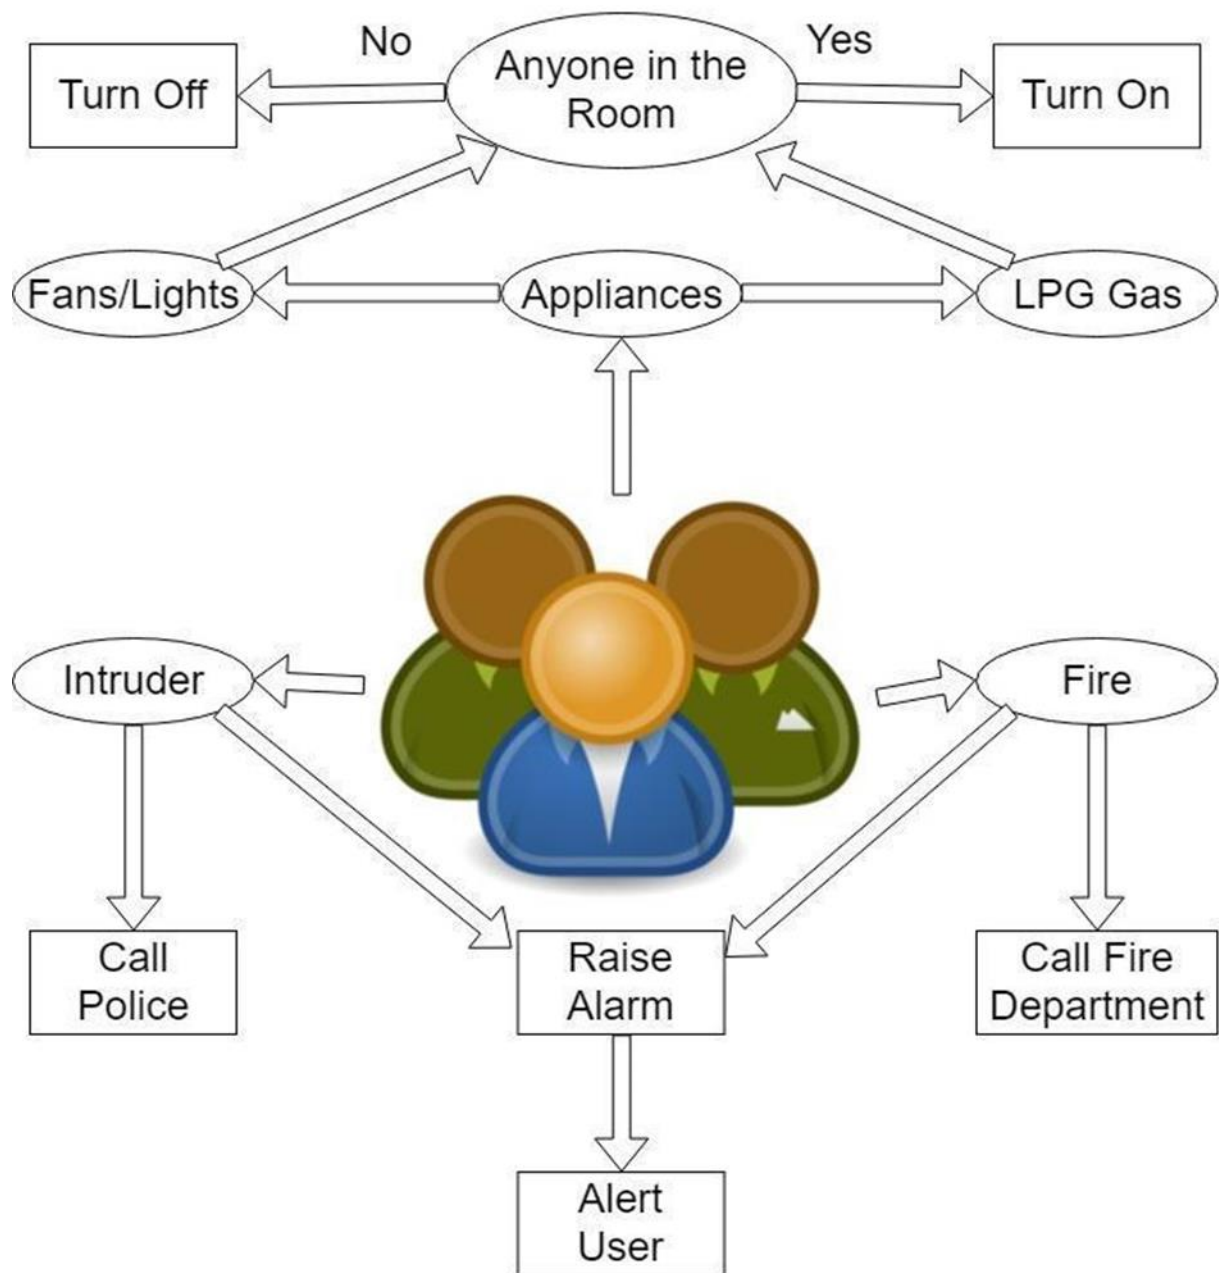 No
Yes
Anyone in the
Room
Turn Off
Turn On
Fans/Lights
Appliances
LPG Gas
Intruder
Fire
Call
Police
Raise
Alarm
Call Fire
Department
Alert
User